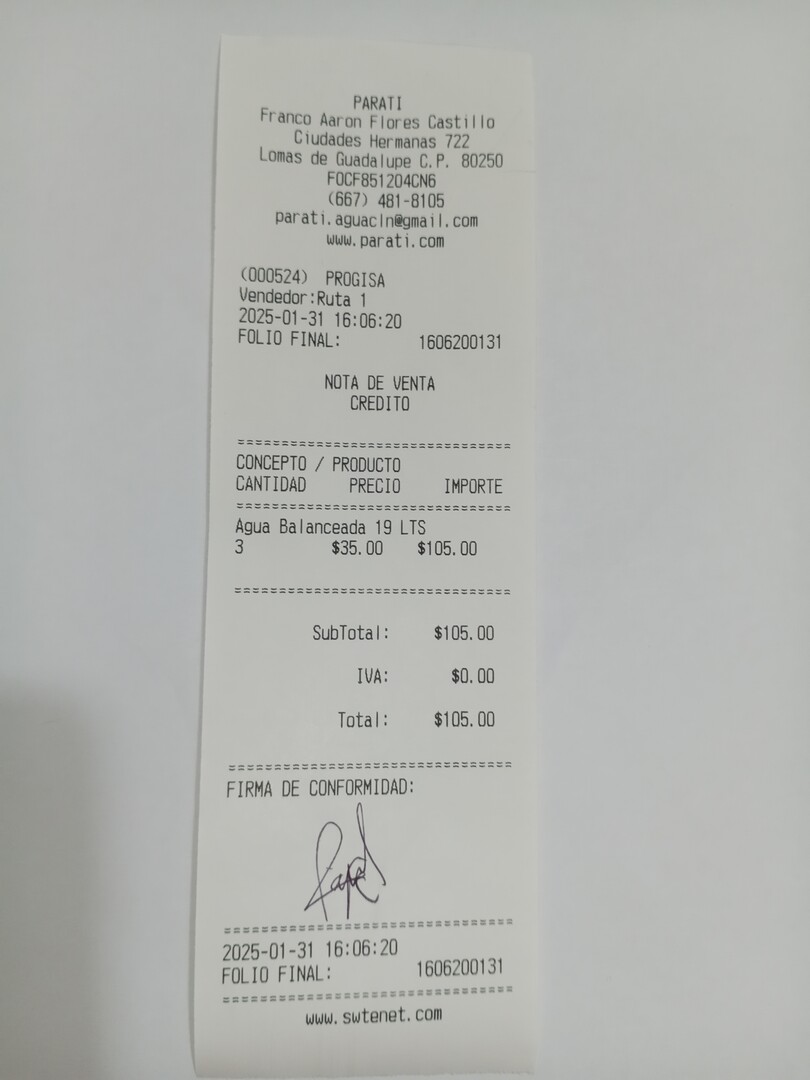 PARATI
Franco Aaron Flores Castillo
Ciudades Hermanas 722
Lomas de Guadalupe C.P. 80250
FOCF851204CN6
(667) 481-8105
parati.aguacln@gmail.com
www.parati.com
(000524) PROGISA
Vendedor:Ruta 1
2025-01-31 16:06:20
FOLIO FINAL: 1606200131
NOTA DE VENTA
CREDITO
===============================
CONCEPTO / PRODUCTO
CANTIDAD PRECIO IMPORTE
===============================
Agua Balanceada 19 LTS
3 $35.00 $105.00
===============================
SubTotal: $105.00
IVA: $0.00
Total: $105.00
===============================
FIRMA DE CONFORMIDAD:
===============================
2025-01-31 16:06:20
FOLIO FINAL: 1606200131
===============================
www.swtenet.com